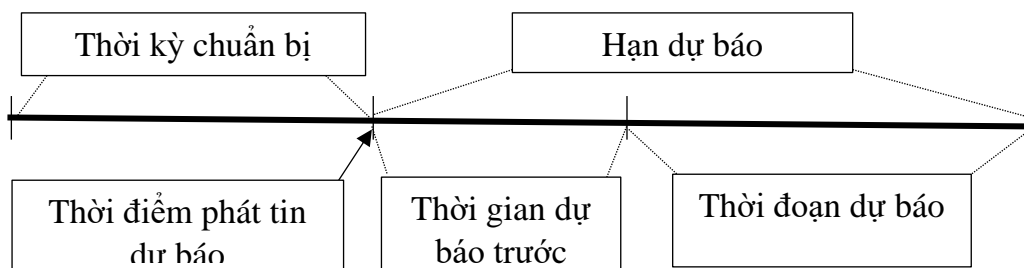 Thời kỳ chuẩn bị
Hạn dự báo
Thời điểm phát tin
dự báo
Thời gian dự
báo trước
Thời đoạn dự báo